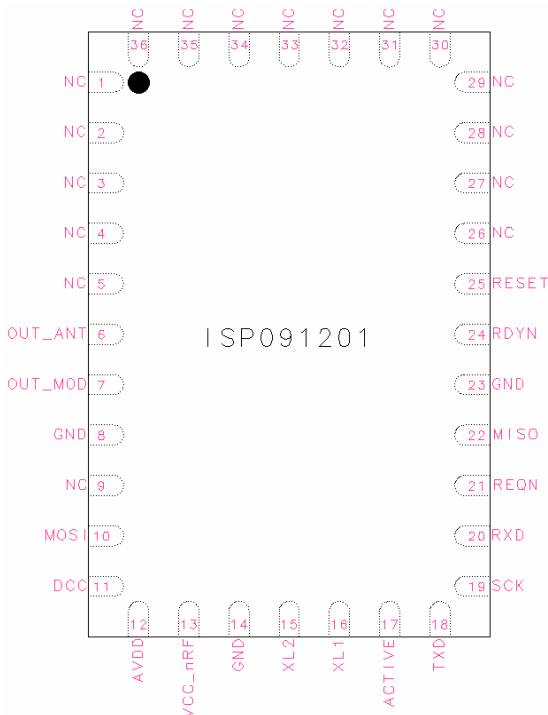 NC NC NC NC NC NC NC
36 35 34 33 32 31 30
NC 1 29 NC
NC 2 28 NC
NC 3 27 NC
NC 4 26 NC
NC 5 25 RESET
OUT_ANT 6 ISP091201 24 RDYN
OUT_MOD 7 23 GND
GND 8 22 MISO
NC 9 21 REQN
MOSI 10 20 RXD
DCC 11 19 SCK
12 13 14 15 16 17 18
AVDD VCC_nRF GND XL2 XL1 ACTIVE TXD